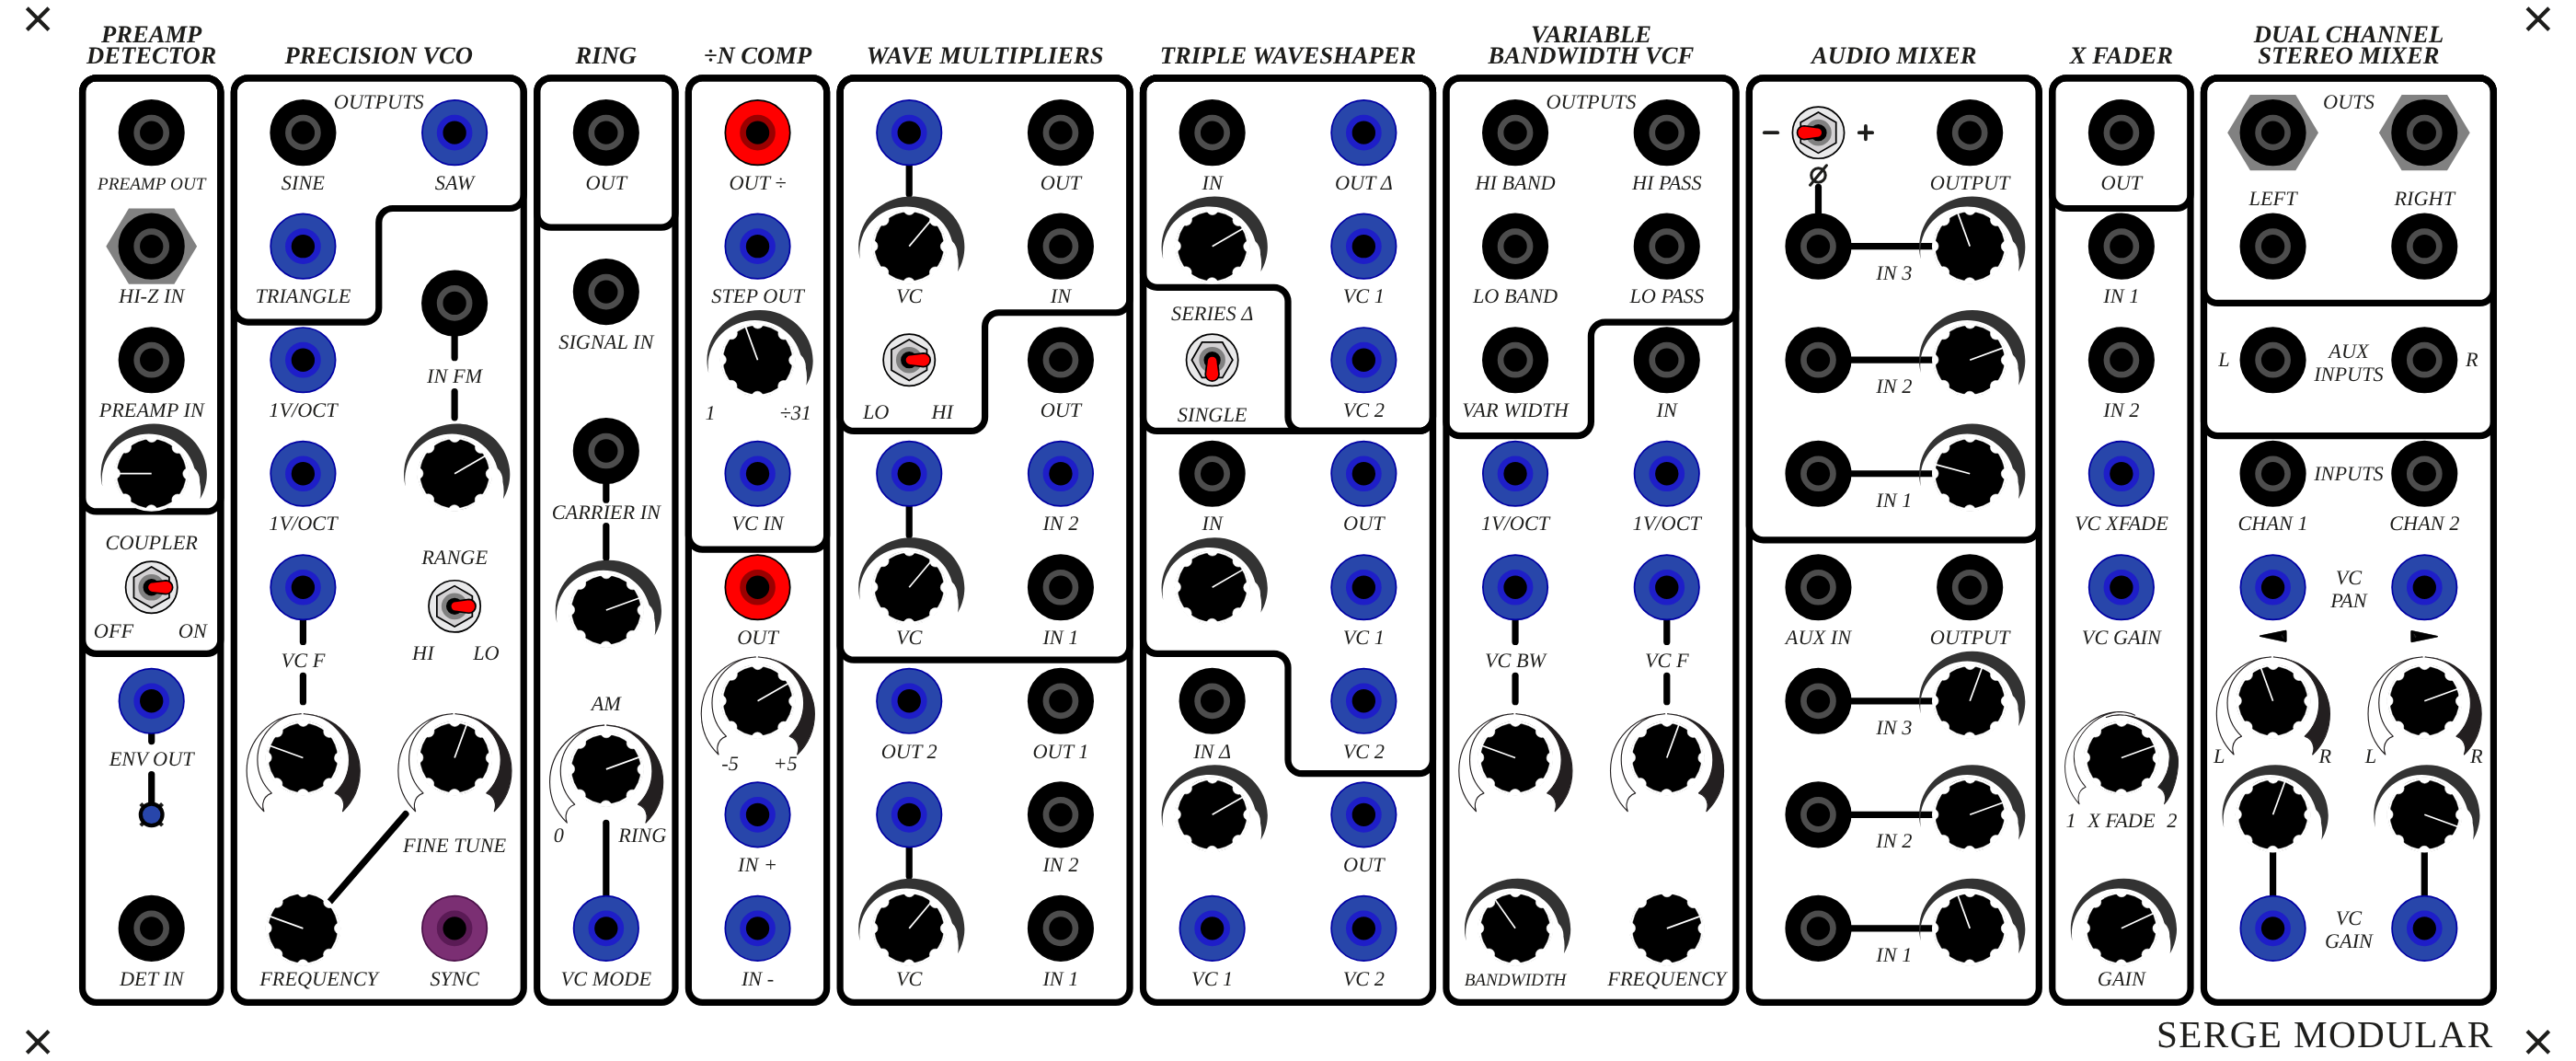 PREAMP
DETECTOR
PREAMP OUT
HI-Z IN
PREAMP IN
COUPLER
OFF ON
ENV OUT
DET IN
PRECISION VCO
OUTPUTS
SINE SAW
TRIANGLE
1V/OCT
IN FM
1V/OCT
RANGE
HI LO
VC F
FINE TUNE
FREQUENCY SYNC
RING
OUT
SIGNAL IN
CARRIER IN
AM
0 RING
VC MODE
÷N COMP
OUT ÷
STEP OUT
1 ÷31
VC IN
OUT
-5 +5
IN +
IN -
WAVE MULTIPLIERS
OUT
VC IN
LO HI OUT
IN 2
VC IN 1
OUT 2 OUT 1
IN 2
VC IN 1
TRIPLE WAVESHAPER
IN OUT Δ
VC 1
SERIES Δ
SINGLE VC 2
IN OUT
VC 1
IN Δ VC 2
OUT
VC 1 VC 2
VARIABLE
BANDWIDTH VCF
OUTPUTS
HI BAND HI PASS
LO BAND LO PASS
VAR WIDTH IN
1V/OCT 1V/OCT
VC BW VC F
BANDWIDTH FREQUENCY
AUDIO MIXER
− +
Ø
OUTPUT
IN 3
IN 2
IN 1
AUX IN OUTPUT
IN 3
IN 2
IN 1
X FADER
OUT
IN 1
IN 2
VC XFADE
VC GAIN
1 X FADE 2
GAIN
DUAL CHANNEL
STEREO MIXER
OUTS
LEFT RIGHT
L AUX R
INPUTS
INPUTS
CHAN 1 CHAN 2
VC
PAN
L R L R
VC
GAIN
SERGE MODULAR